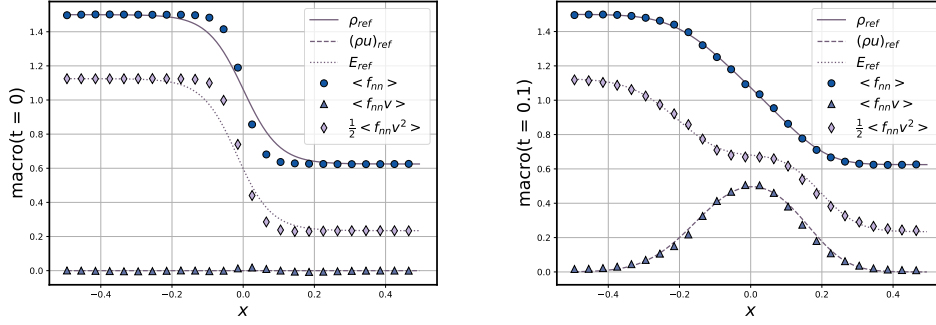 macro(t = 0)
1.4
1.2
1.0
0.8
0.6
0.4
0.2
0.0
−0.4
−0.2
0.0
0.2
0.4
x
ρ_ref
(ρu)_ref
E_ref
< f_nn >
< f_nn v >
½ < f_nn v² >
macro(t = 0.1)
1.4
1.2
1.0
0.8
0.6
0.4
0.2
0.0
−0.4
−0.2
0.0
0.2
0.4
x
ρ_ref
(ρu)_ref
E_ref
< f_nn >
< f_nn v >
½ < f_nn v² >